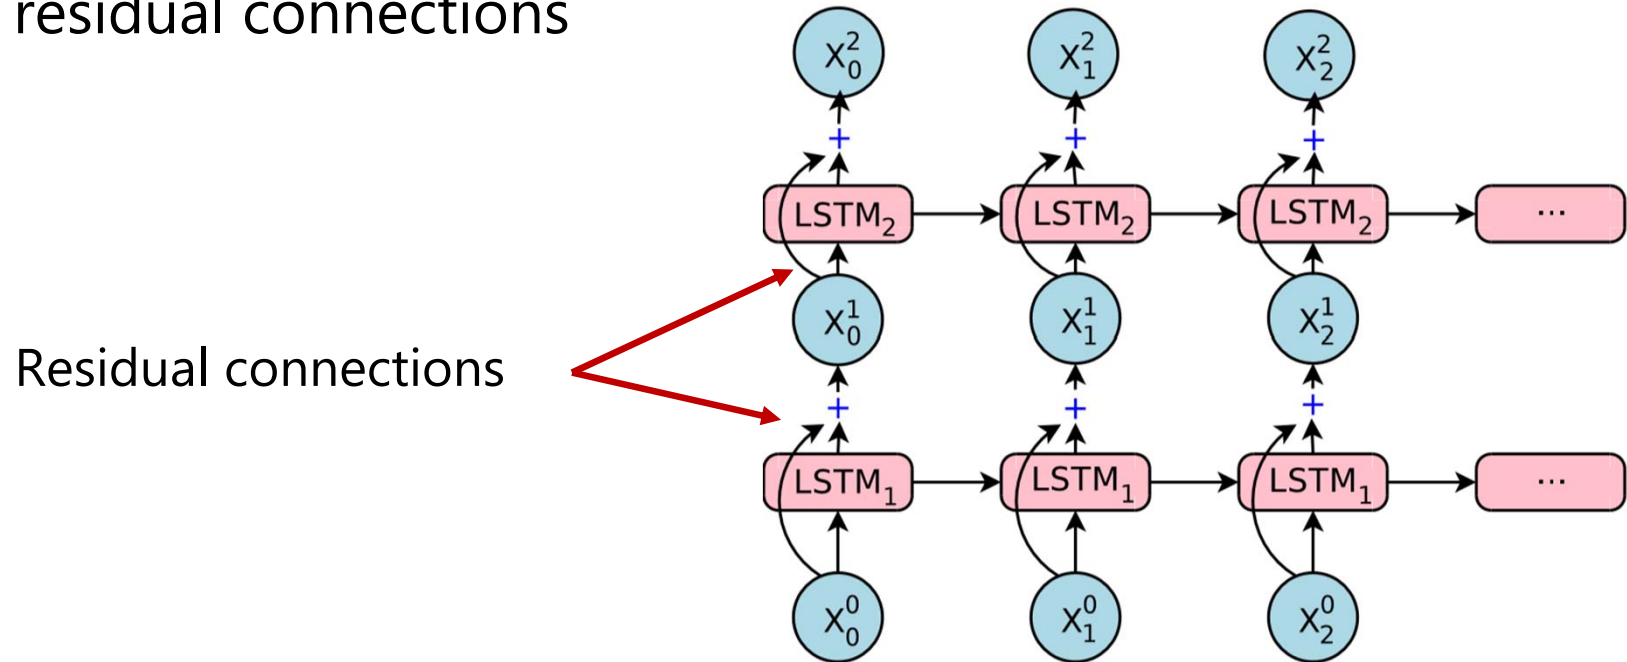 residual connections
X₀² X₁² X₂²
+ + +
LSTM₂ LSTM₂ LSTM₂ ...
X₀¹ X₁¹ X₂¹
Residual connections
+ + +
LSTM₁ LSTM₁ LSTM₁ ...
X₀⁰ X₁⁰ X₂⁰